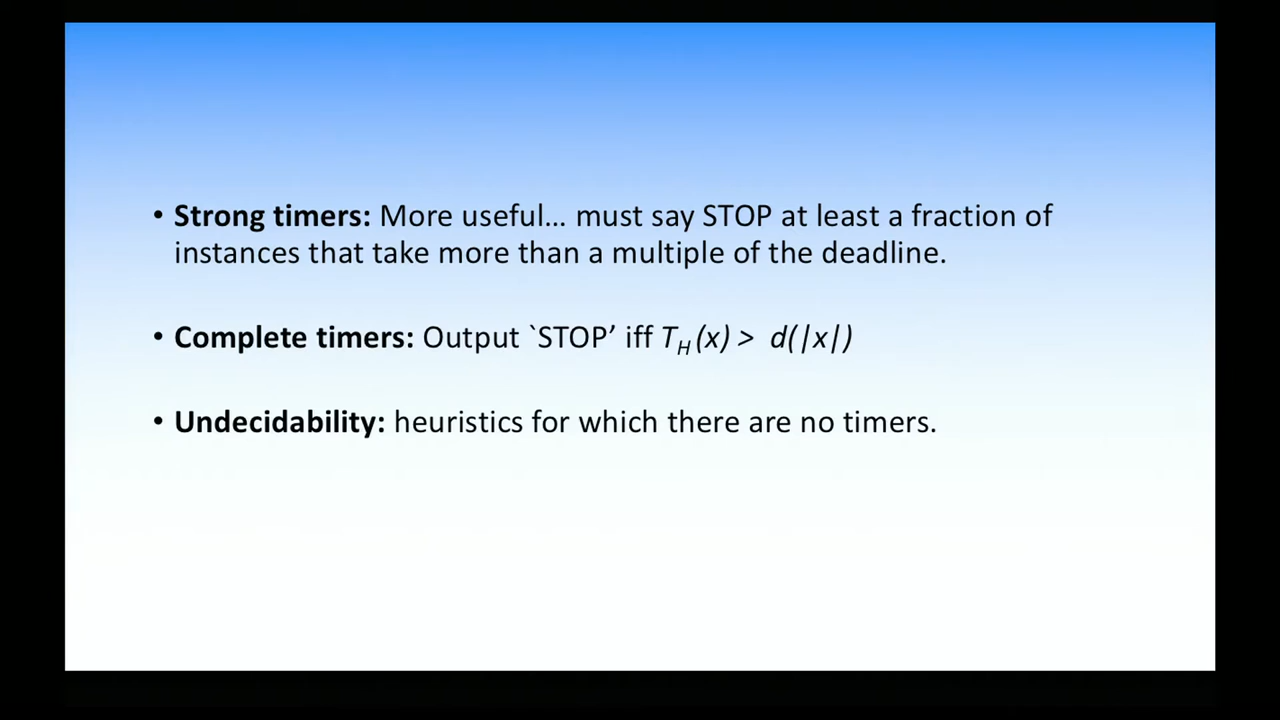 • Strong timers: More useful… must say STOP at least a fraction of
instances that take more than a multiple of the deadline.
• Complete timers: Output `STOP’ iff T_H (x) > d(|x|)
• Undecidability: heuristics for which there are no timers.